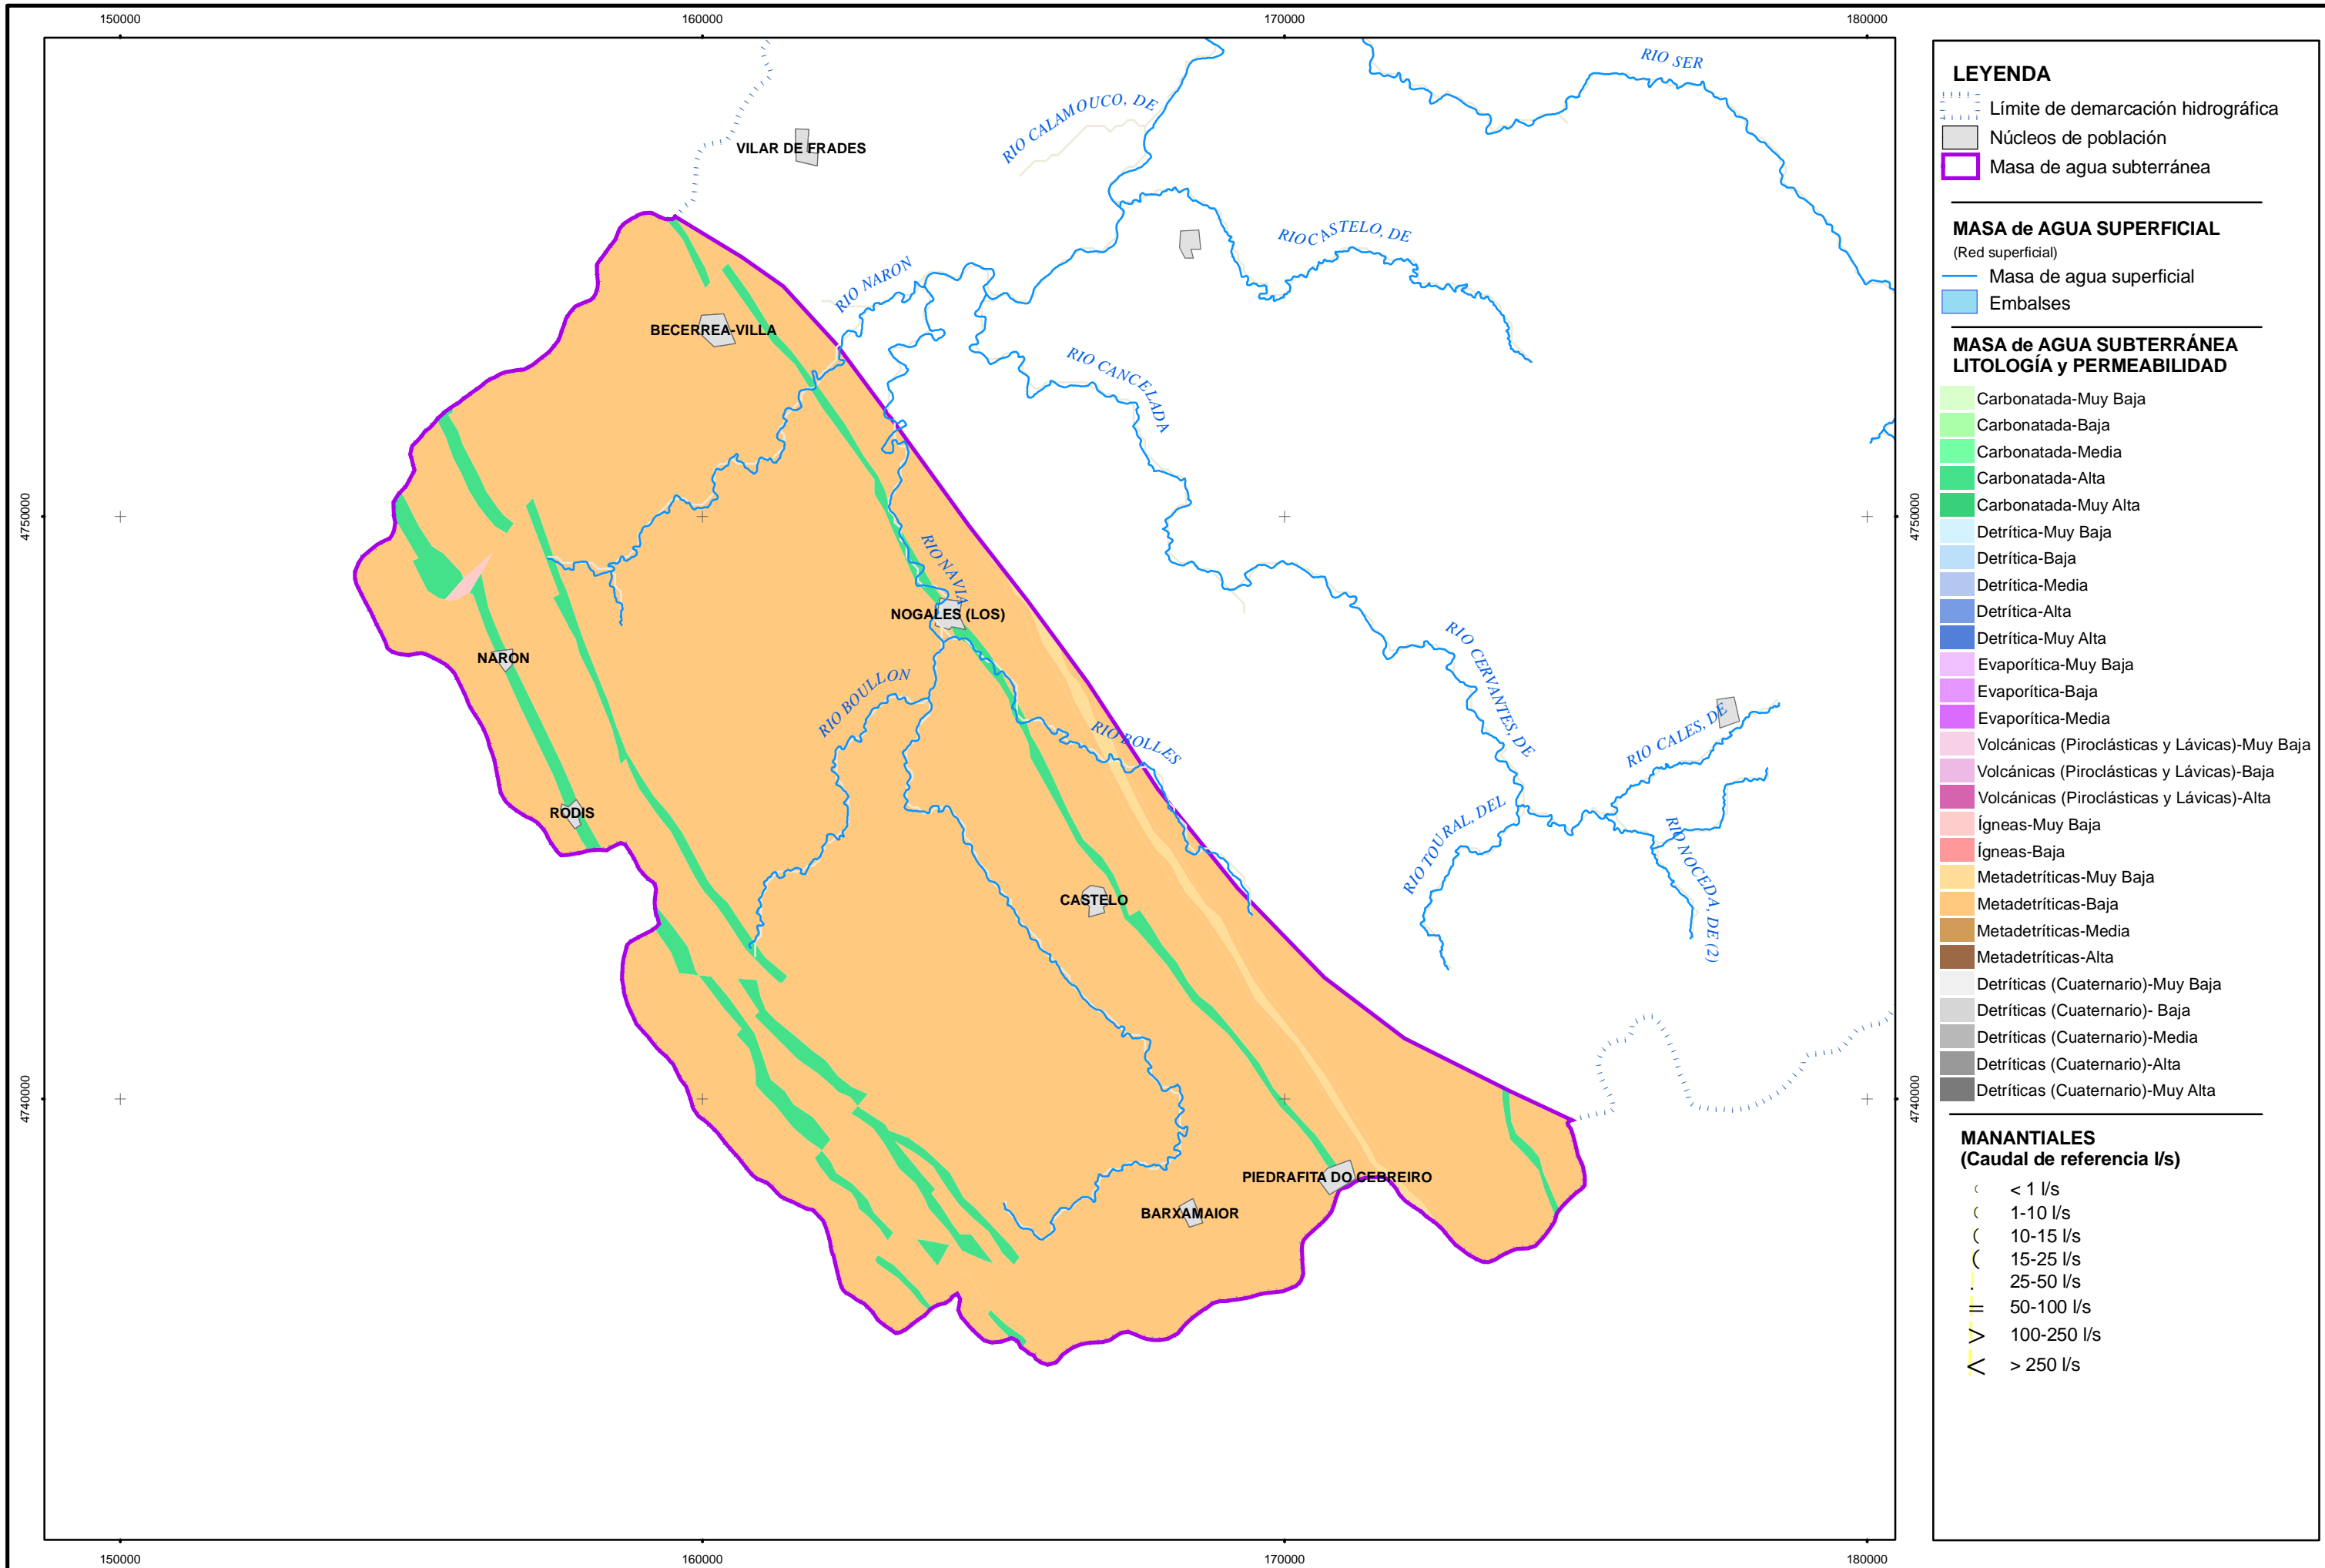 150000
160000
170000
180000
RIO SER
RIO CALAMOUCO, DE
VILAR DE FRADES
RIO CASTELO, DE
RIO NARON
BECERREA-VILLA
RIO CANCELADA
4750000
4750000
RIO NAVIA
NOGALES (LOS)
NARON
RIO BOULLON
RIO CERVANTES, DE
RIO CALES, DE
RIO ROLLES
RIO TOURAL, DEL
RODIS
RIO NOCEDA, DE (2)
CASTELO
4740000
4740000
PIEDRAFITA DO CEBREIRO
BARXAMAIOR
150000
160000
170000
180000
LEYENDA
Límite de demarcación hidrográfica
Núcleos de población
Masa de agua subterránea
MASA de AGUA SUPERFICIAL
(Red superficial)
Masa de agua superficial
Embalses
MASA de AGUA SUBTERRÁNEA
LITOLOGÍA y PERMEABILIDAD
Carbonatada-Muy Baja
Carbonatada-Baja
Carbonatada-Media
Carbonatada-Alta
Carbonatada-Muy Alta
Detrítica-Muy Baja
Detrítica-Baja
Detrítica-Media
Detrítica-Alta
Detrítica-Muy Alta
Evaporítica-Muy Baja
Evaporítica-Baja
Evaporítica-Media
Volcánicas (Piroclásticas y Lávicas)-Muy Baja
Volcánicas (Piroclásticas y Lávicas)-Baja
Volcánicas (Piroclásticas y Lávicas)-Alta
Ígneas-Muy Baja
Ígneas-Baja
Metadetríticas-Muy Baja
Metadetríticas-Baja
Metadetríticas-Media
Metadetríticas-Alta
Detríticas (Cuaternario)-Muy Baja
Detríticas (Cuaternario)- Baja
Detríticas (Cuaternario)-Media
Detríticas (Cuaternario)-Alta
Detríticas (Cuaternario)-Muy Alta
MANANTIALES
(Caudal de referencia l/s)
< 1 l/s
1-10 l/s
10-15 l/s
15-25 l/s
25-50 l/s
50-100 l/s
100-250 l/s
> 250 l/s